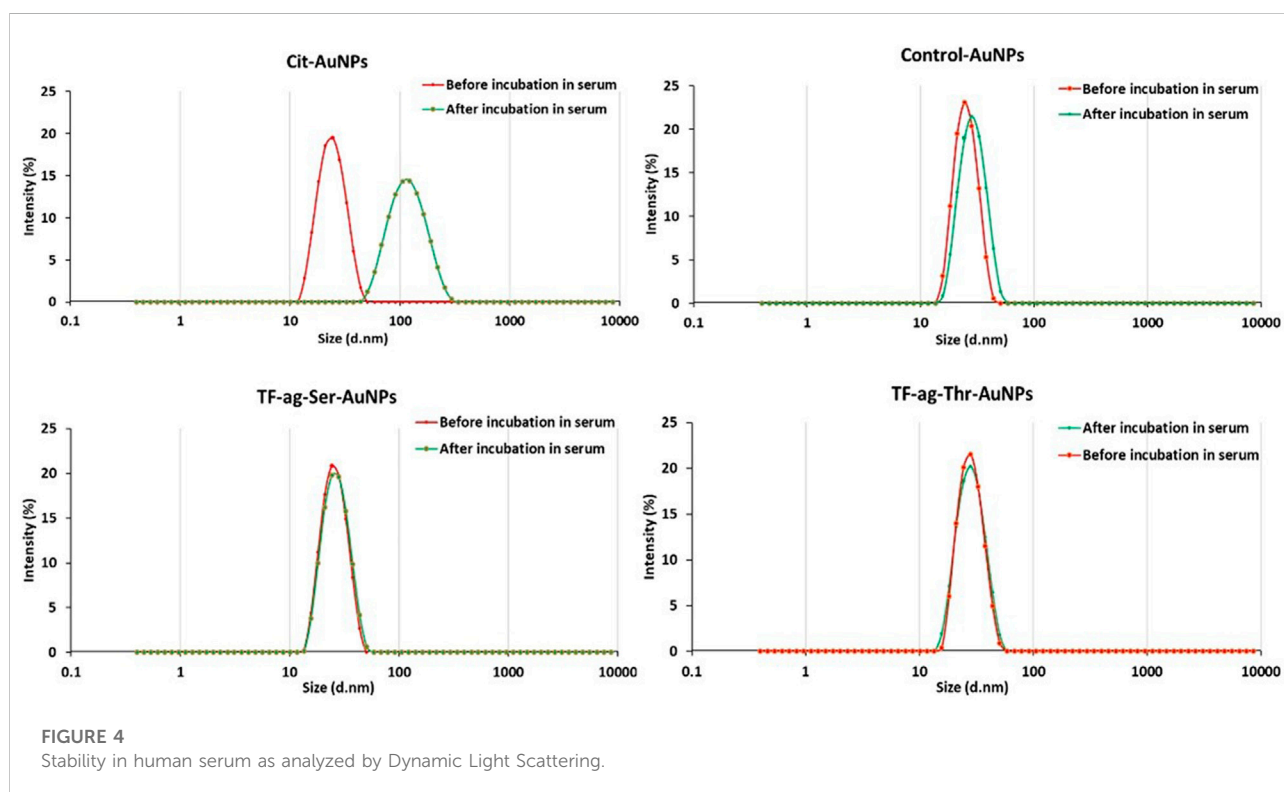 Cit-AuNPs
Before incubation in serum
After incubation in serum
25
20
15
10
5
0
Intensity (%)
0.1 1 10 100 1000 10000
Size (d.nm)
Control-AuNPs
Before incubation in serum
After incubation in serum
25
20
15
10
5
0
Intensity (%)
0.1 1 10 100 1000 10000
Size (d.nm)
TF-ag-Ser-AuNPs
Before incubation in serum
After incubation in serum
25
20
15
10
5
0
Intensity (%)
0.1 1 10 100 1000 10000
Size (d.nm)
TF-ag-Thr-AuNPs
After incubation in serum
Before incubation in serum
25
20
15
10
5
0
Intensity (%)
0.1 1 10 100 1000 10000
Size (d.nm)
FIGURE 4
Stability in human serum as analyzed by Dynamic Light Scattering.